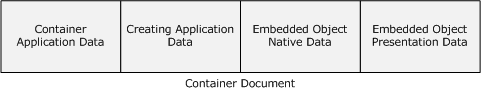 Container
Application Data
Creating Application
Data
Embedded Object
Native Data
Embedded Object
Presentation Data
Container Document